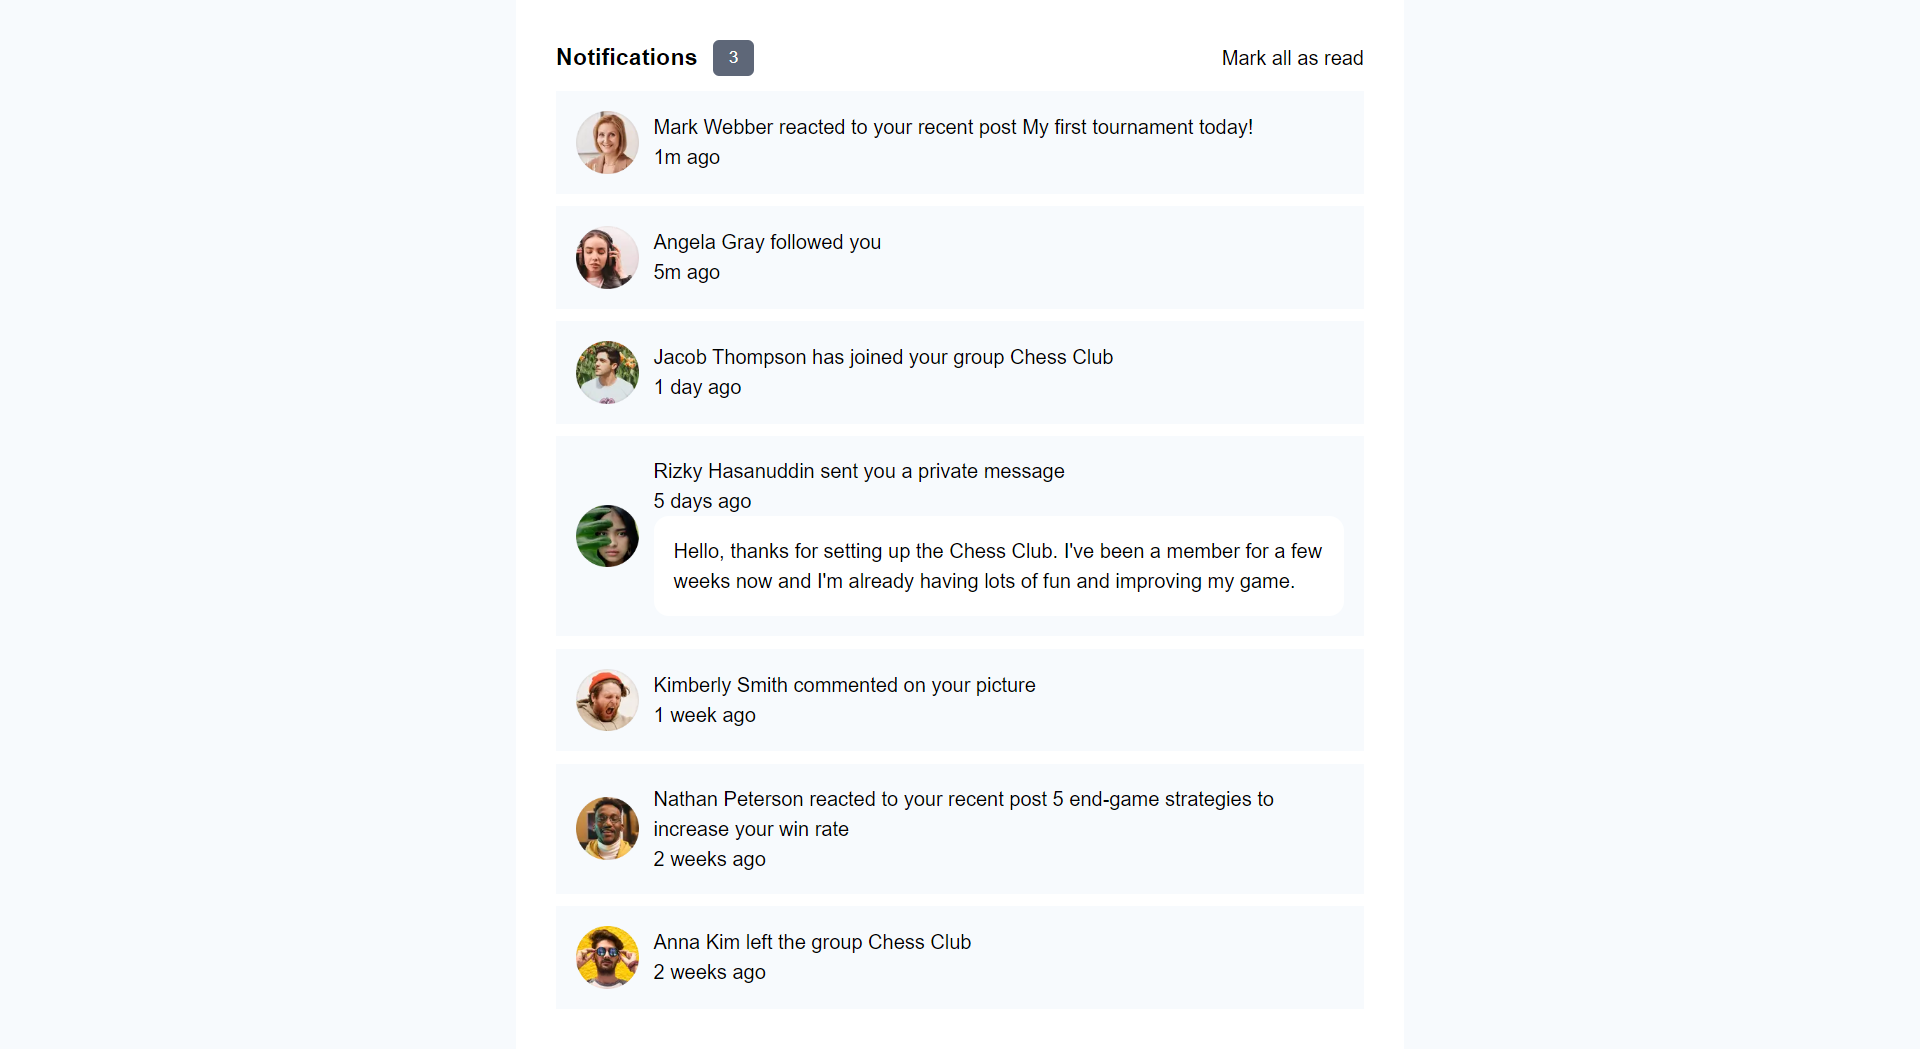 Notifications 3 Mark all as read
Mark Webber reacted to your recent post My first tournament today!
1m ago
Angela Gray followed you
5m ago
Jacob Thompson has joined your group Chess Club
1 day ago
Rizky Hasanuddin sent you a private message
5 days ago
Hello, thanks for setting up the Chess Club. I've been a member for a few
weeks now and I'm already having lots of fun and improving my game.
Kimberly Smith commented on your picture
1 week ago
Nathan Peterson reacted to your recent post 5 end-game strategies to
increase your win rate
2 weeks ago
Anna Kim left the group Chess Club
2 weeks ago